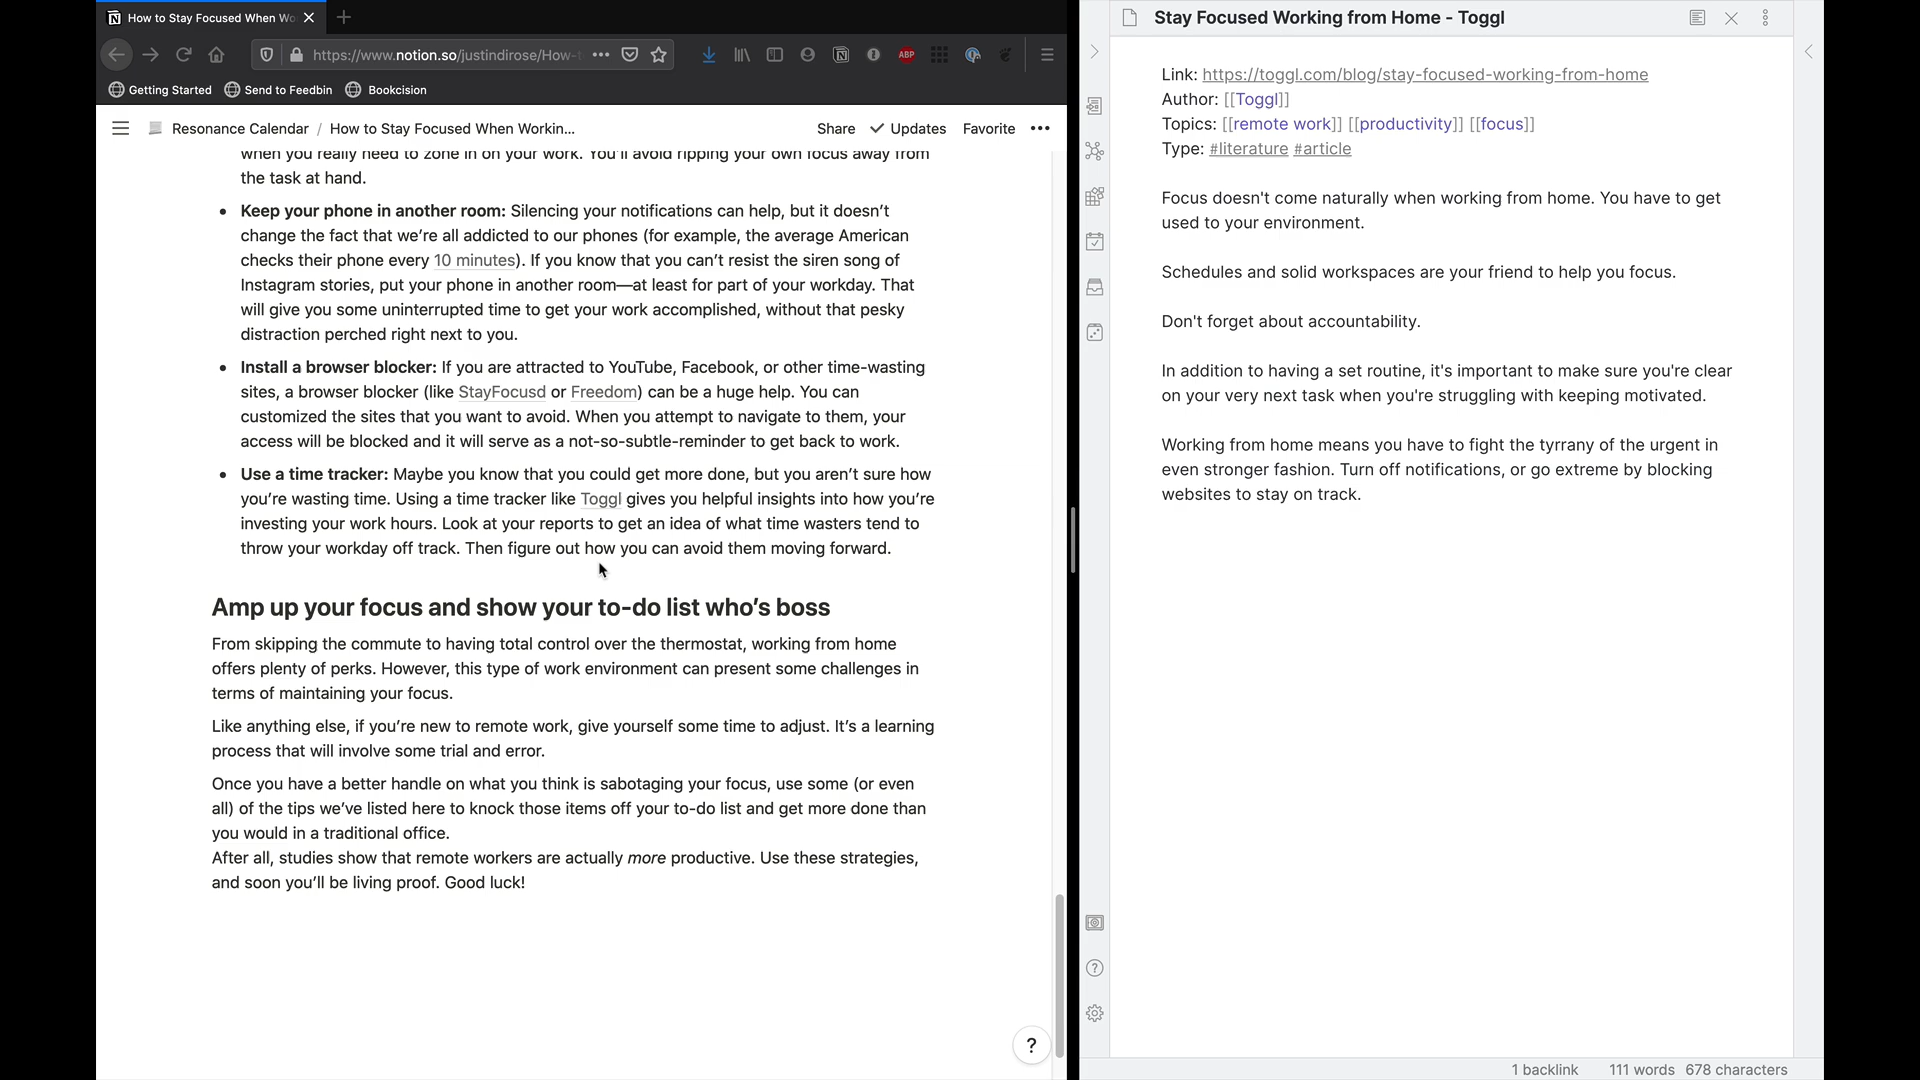 How to Stay Focused When Wo
https://www.notion.so/justindirose/How-t
ABP
Getting Started
Send to Feedbin
Bookcision
Resonance Calendar / How to Stay Focused When Workin...
Share
Updates
Favorite
when you really need to zone in on your work. You'll avoid ripping your own focus away from
the task at hand.
• Keep your phone in another room: Silencing your notifications can help, but it doesn't
change the fact that we're all addicted to our phones (for example, the average American
checks their phone every 10 minutes). If you know that you can't resist the siren song of
Instagram stories, put your phone in another room—at least for part of your workday. That
will give you some uninterrupted time to get your work accomplished, without that pesky
distraction perched right next to you.
• Install a browser blocker: If you are attracted to YouTube, Facebook, or other time-wasting
sites, a browser blocker (like StayFocusd or Freedom) can be a huge help. You can
customized the sites that you want to avoid. When you attempt to navigate to them, your
access will be blocked and it will serve as a not-so-subtle-reminder to get back to work.
• Use a time tracker: Maybe you know that you could get more done, but you aren't sure how
you're wasting time. Using a time tracker like Toggl gives you helpful insights into how you're
investing your work hours. Look at your reports to get an idea of what time wasters tend to
throw your workday off track. Then figure out how you can avoid them moving forward.
Amp up your focus and show your to-do list who's boss
From skipping the commute to having total control over the thermostat, working from home
offers plenty of perks. However, this type of work environment can present some challenges in
terms of maintaining your focus.
Like anything else, if you're new to remote work, give yourself some time to adjust. It's a learning
process that will involve some trial and error.
Once you have a better handle on what you think is sabotaging your focus, use some (or even
all) of the tips we've listed here to knock those items off your to-do list and get more done than
you would in a traditional office.
After all, studies show that remote workers are actually more productive. Use these strategies,
and soon you'll be living proof. Good luck!
?
Stay Focused Working from Home - Toggl
Link: https://toggl.com/blog/stay-focused-working-from-home
Author: [[Toggl]]
Topics: [[remote work]] [[productivity]] [[focus]]
Type: #literature #article
Focus doesn't come naturally when working from home. You have to get
used to your environment.
Schedules and solid workspaces are your friend to help you focus.
Don't forget about accountability.
In addition to having a set routine, it's important to make sure you're clear
on your very next task when you're struggling with keeping motivated.
Working from home means you have to fight the tyrrany of the urgent in
even stronger fashion. Turn off notifications, or go extreme by blocking
websites to stay on track.
1 backlink
111 words
678 characters